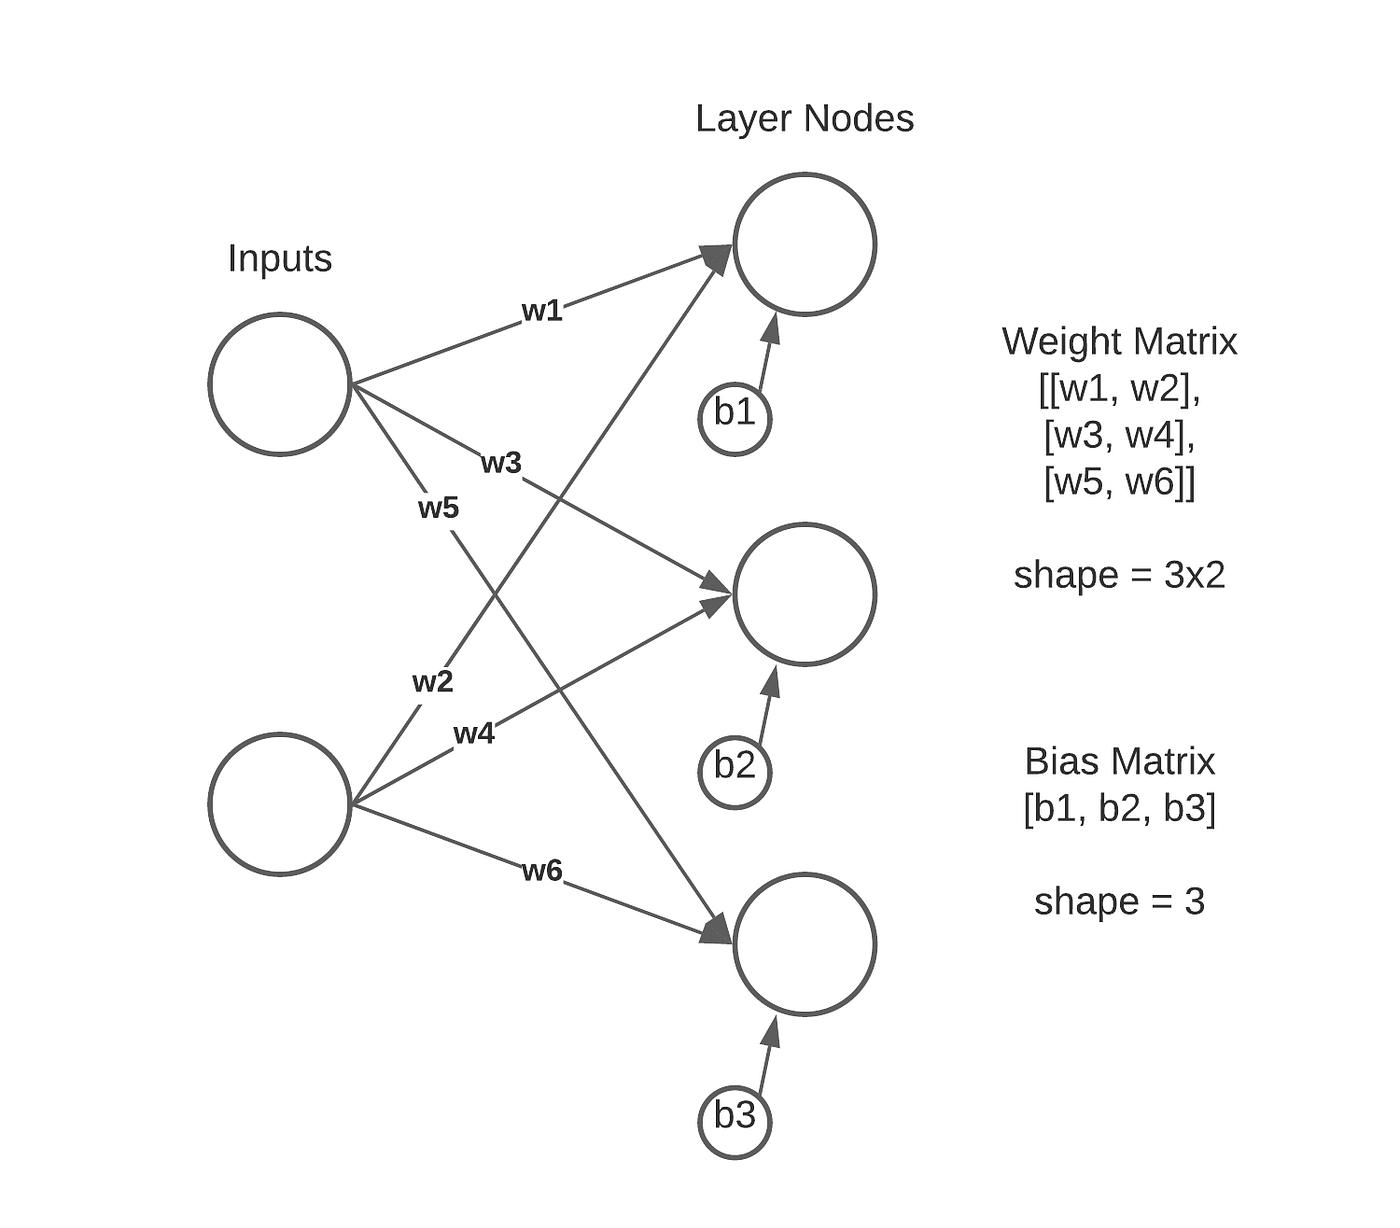 Layer Nodes
Inputs
w1
w3
w5
w2
w4
w6
b1
b2
b3
Weight Matrix
[[w1, w2],
[w3, w4],
[w5, w6]]
shape = 3x2
Bias Matrix
[b1, b2, b3]
shape = 3